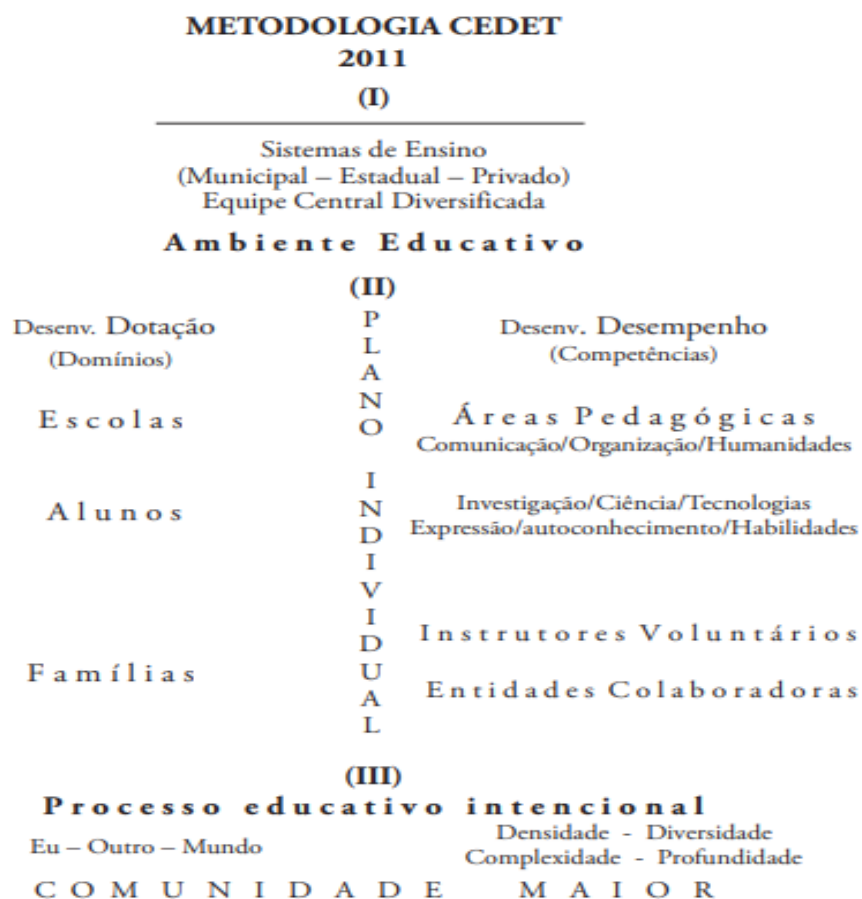 METODOLOGIA CEDET
2011
(I)
Sistemas de Ensino
(Municipal – Estadual – Privado)
Equipe Central Diversificada
Ambiente Educativo
(II)
PLANO INDIVIDUAL
Desenv. Dotação
(Domínios)
Escolas
Alunos
Famílias
Desenv. Desempenho
(Competências)
Áreas Pedagógicas
Comunicação/Organização/Humanidades
Investigação/Ciência/Tecnologias
Expressão/autoconhecimento/Habilidades
Instrutores Voluntários
Entidades Colaboradoras
(III)
Processo educativo intencional
Eu – Outro – Mundo
Densidade - Diversidade
Complexidade - Profundidade
COMUNIDADE MAIOR